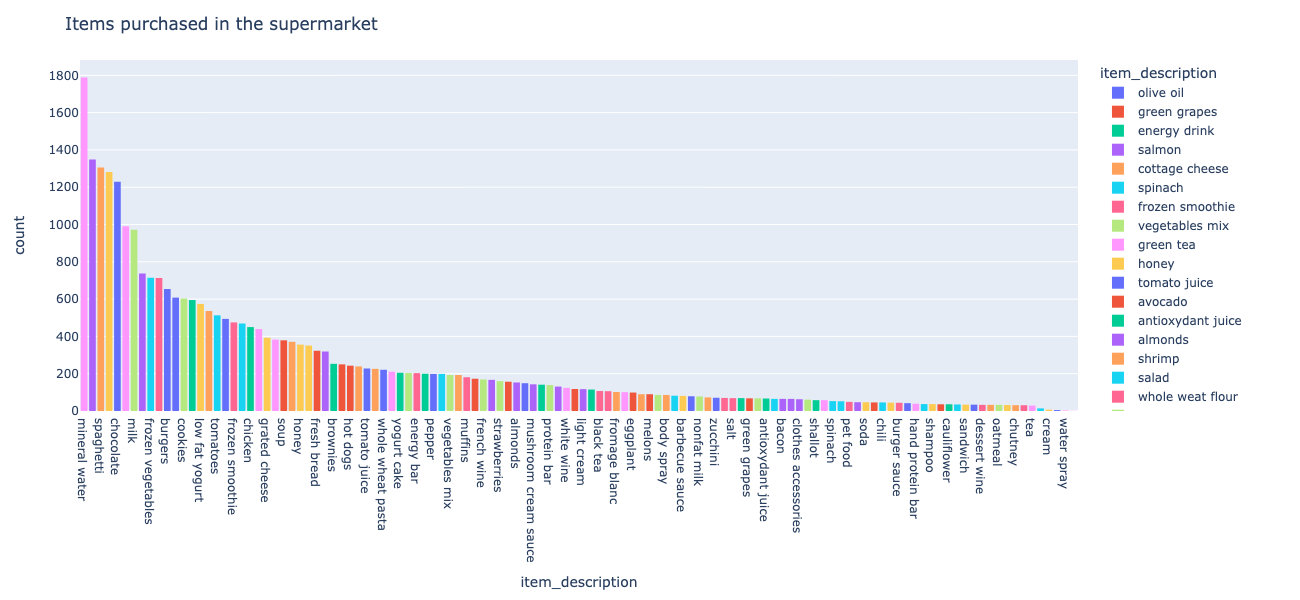 Items purchased in the supermarket
count
1800
1600
1400
1200
1000
800
600
400
200
0
mineral water
spaghetti
chocolate
milk
frozen vegetables
burgers
cookies
low fat yogurt
tomatoes
frozen smoothie
chicken
grated cheese
soup
honey
fresh bread
brownies
hot dogs
tomato juice
whole wheat pasta
yogurt cake
energy bar
pepper
vegetables mix
muffins
french wine
strawberries
almonds
mushroom cream sauce
protein bar
white wine
light cream
black tea
fromage blanc
eggplant
melons
body spray
barbecue sauce
nonfat milk
zucchini
salt
green grapes
antioxydant juice
bacon
clothes accessories
shallot
spinach
pet food
soda
chili
burger sauce
hand protein bar
shampoo
cauliflower
sandwich
dessert wine
oatmeal
chutney
tea
cream
water spray
item_description
item_description
olive oil
green grapes
energy drink
salmon
cottage cheese
spinach
frozen smoothie
vegetables mix
green tea
honey
tomato juice
avocado
antioxydant juice
almonds
shrimp
salad
whole weat flour